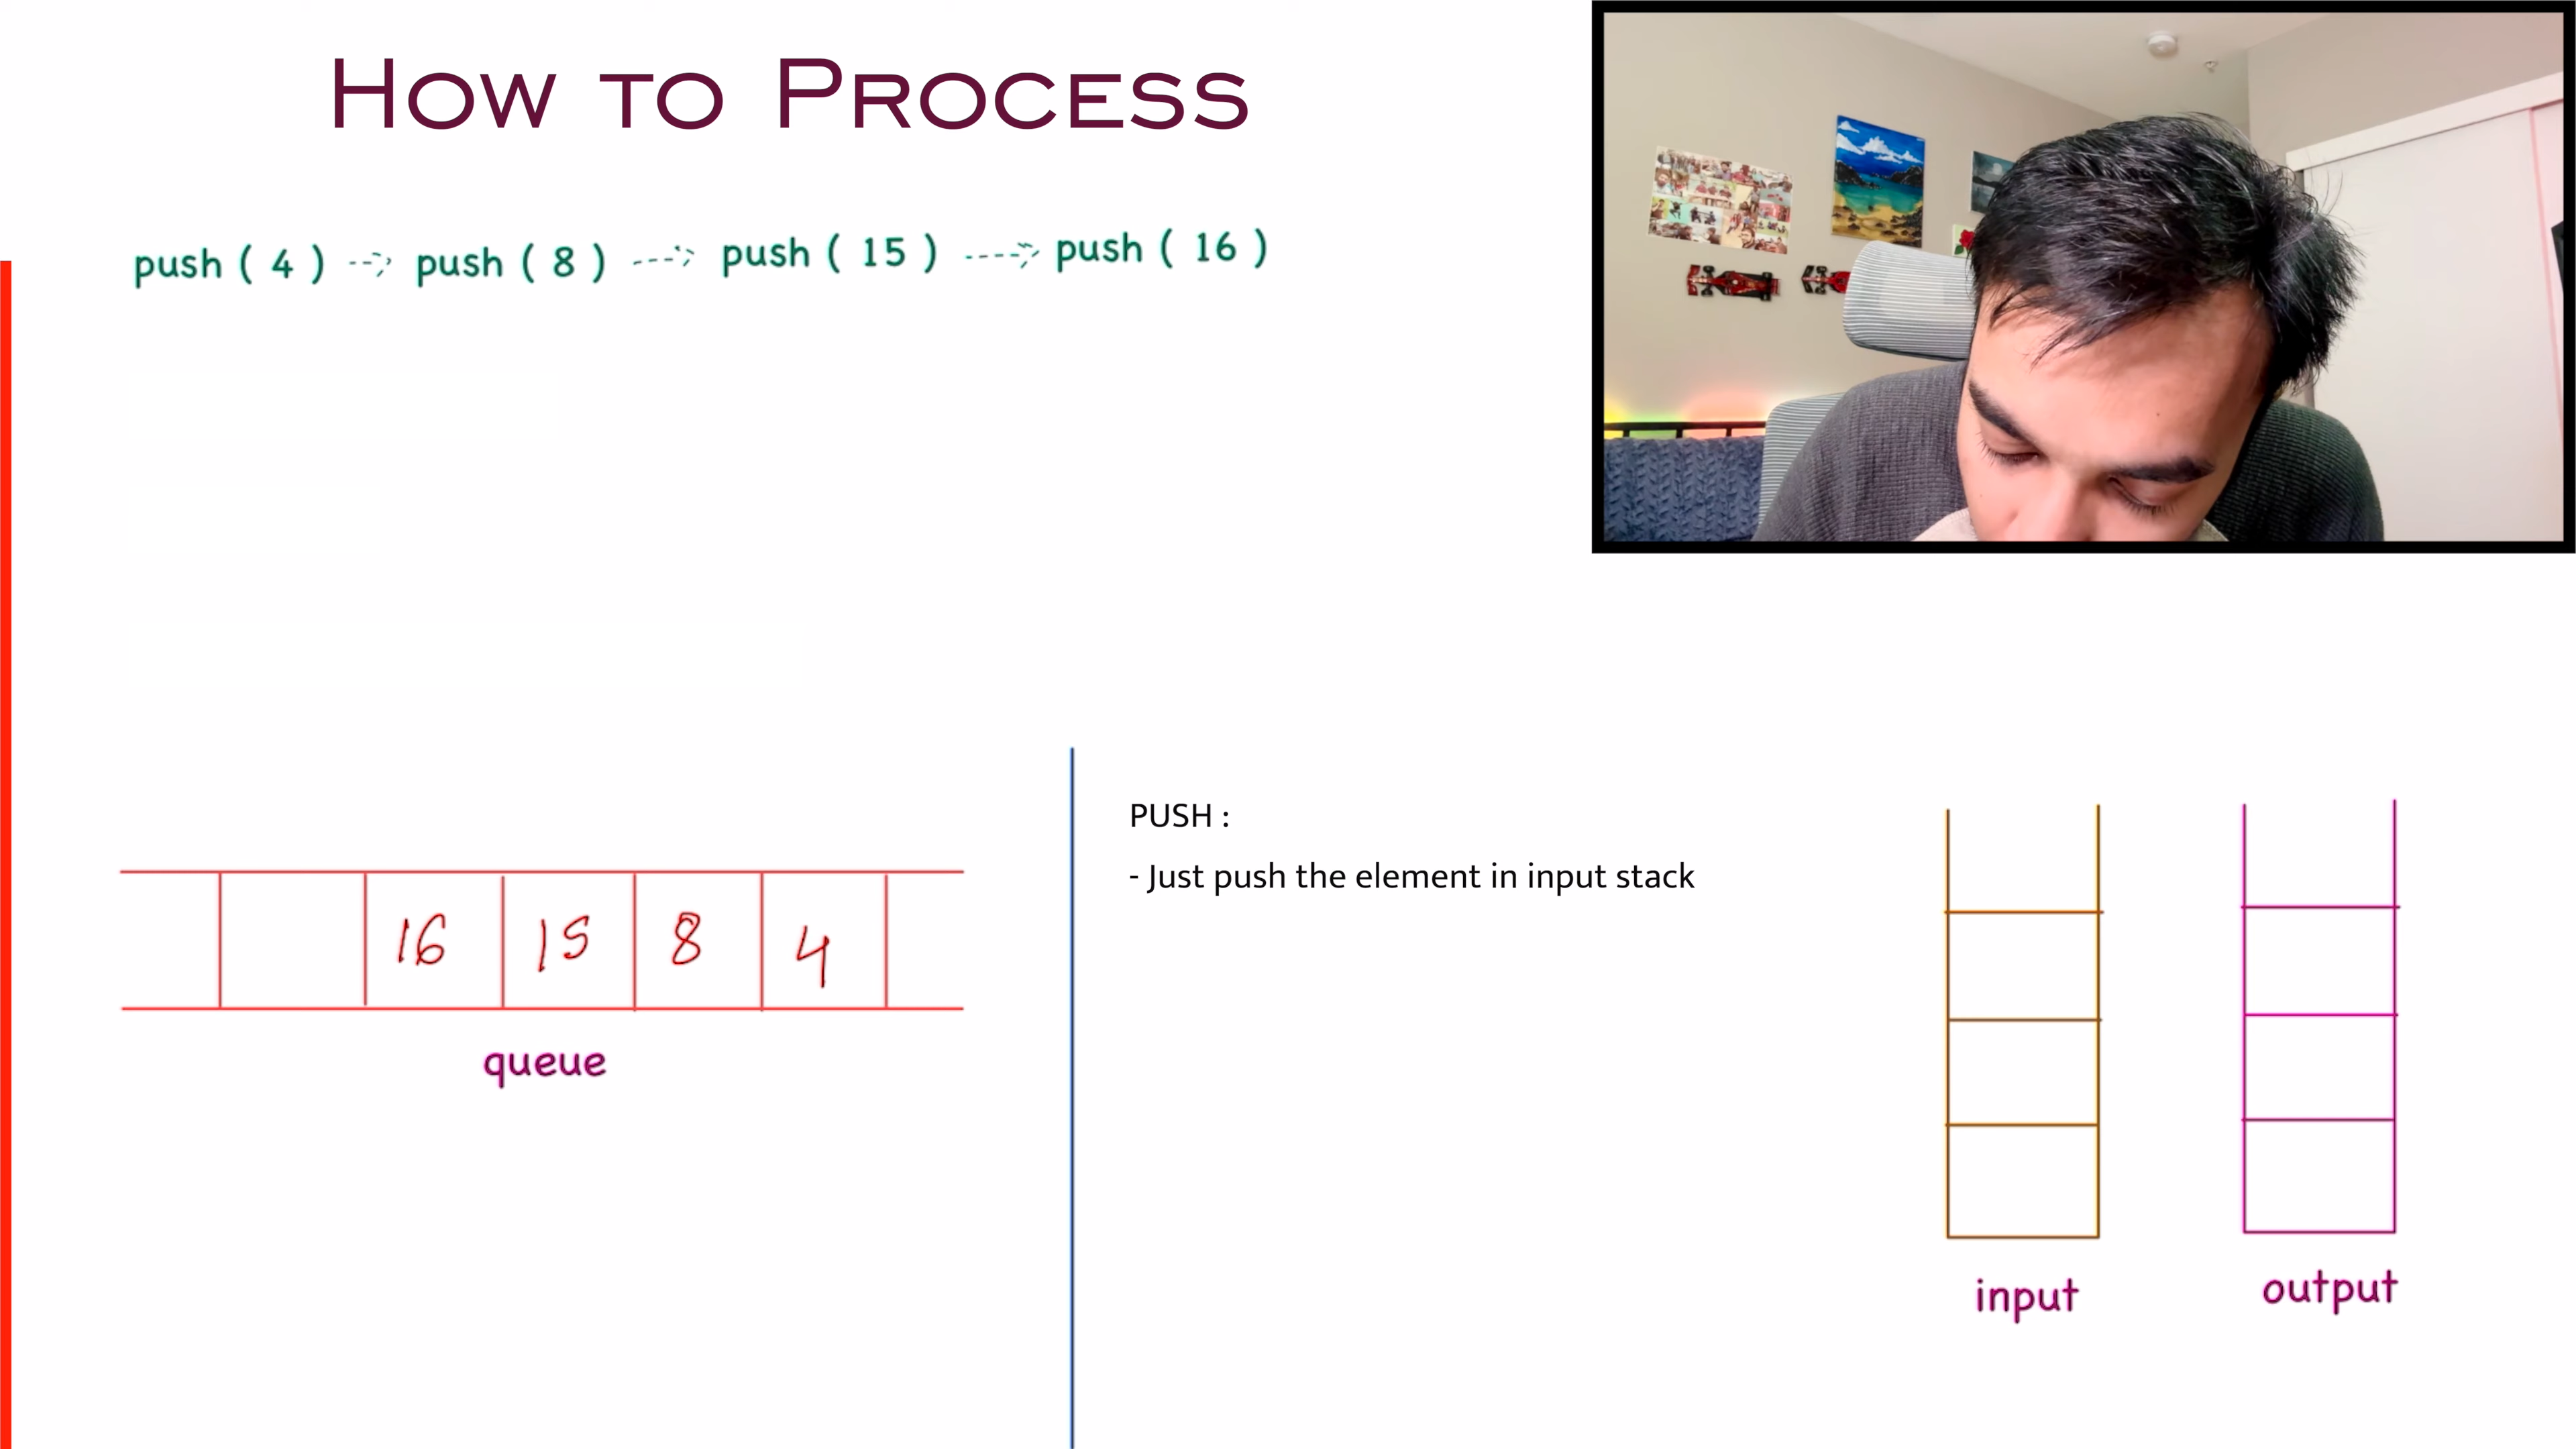 How to Process
push ( 4 ) --> push ( 8 ) ---> push ( 15 ) ----> push ( 16 )
16 15 8 4
queue
PUSH :
- Just push the element in input stack
input
output